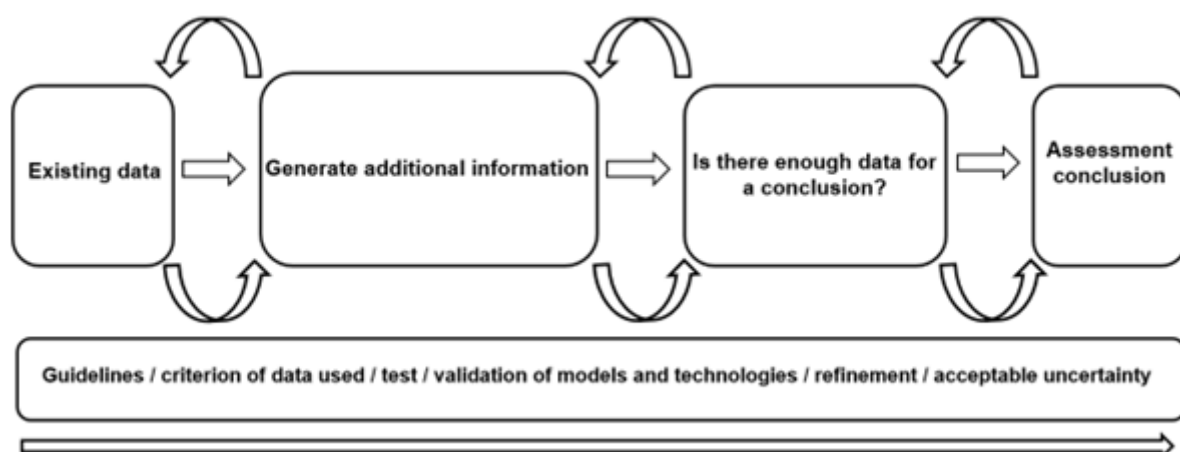 Existing data
Generate additional information
Is there enough data for
a conclusion?
Assessment
conclusion
Guidelines / criterion of data used / test / validation of models and technologies / refinement / acceptable uncertainty